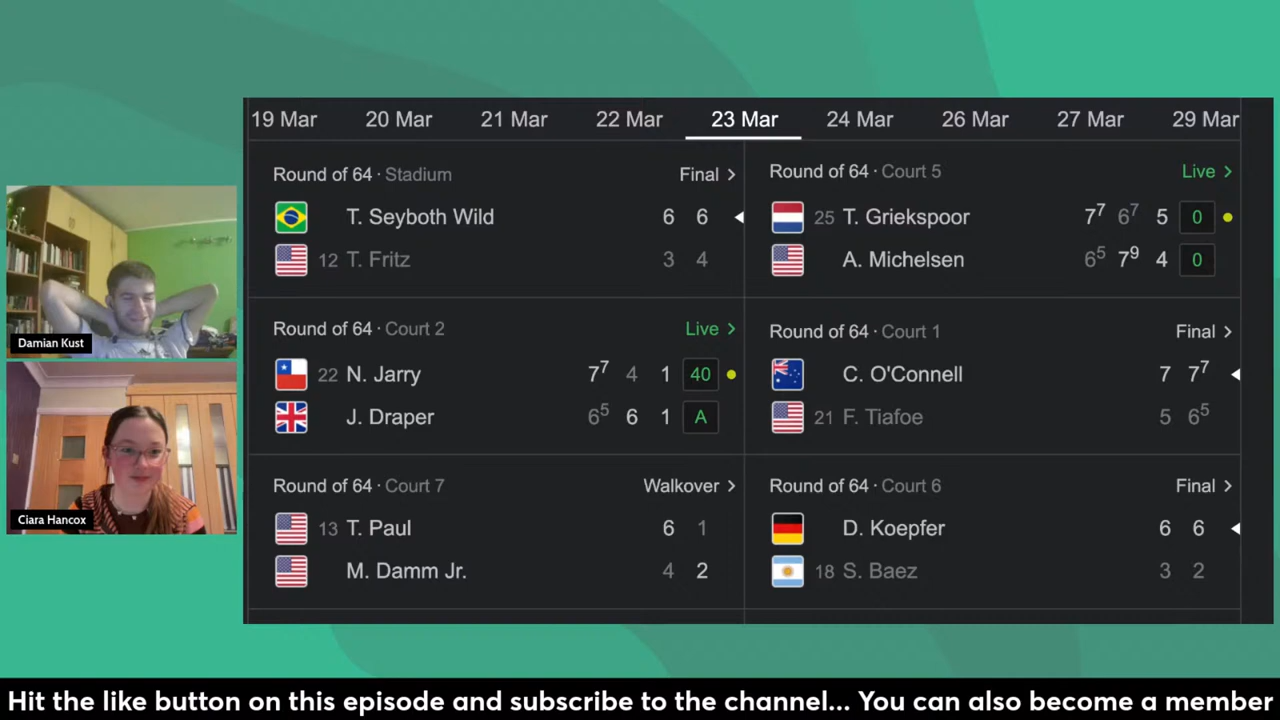 19 Mar 20 Mar 21 Mar 22 Mar 23 Mar 24 Mar 26 Mar 27 Mar 29 Mar
Round of 64 · Stadium Final >
T. Seyboth Wild 6 6
12 T. Fritz 3 4
Round of 64 · Court 5 Live >
25 T. Griekspoor 7⁷ 6⁷ 5 0
A. Michelsen 6⁵ 7⁹ 4 0
Round of 64 · Court 2 Live >
22 N. Jarry 7⁷ 4 1 40
J. Draper 6⁵ 6 1 A
Round of 64 · Court 1 Final >
C. O'Connell 7 7⁷
21 F. Tiafoe 5 6⁵
Round of 64 · Court 7 Walkover >
13 T. Paul 6 1
M. Damm Jr. 4 2
Round of 64 · Court 6 Final >
D. Koepfer 6 6
18 S. Baez 3 2
Damian Kust
Ciara Hancox
Hit the like button on this episode and subscribe to the channel... You can also become a member